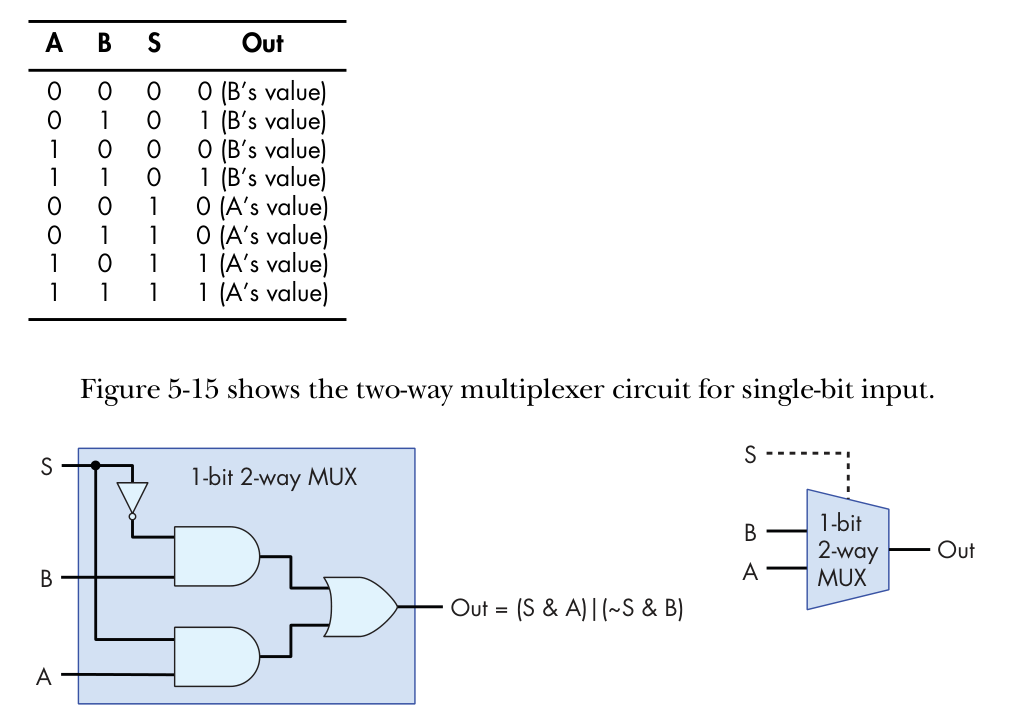 A B S Out
0 0 0 0 (B’s value)
0 1 0 1 (B’s value)
1 0 0 0 (B’s value)
1 1 0 1 (B’s value)
0 0 1 0 (A’s value)
0 1 1 0 (A’s value)
1 0 1 1 (A’s value)
1 1 1 1 (A’s value)
Figure 5-15 shows the two-way multiplexer circuit for single-bit input.
S
1-bit 2-way MUX
B
Out = (S & A)|(~S & B)
A
S
B
A
1-bit
2-way
MUX
Out